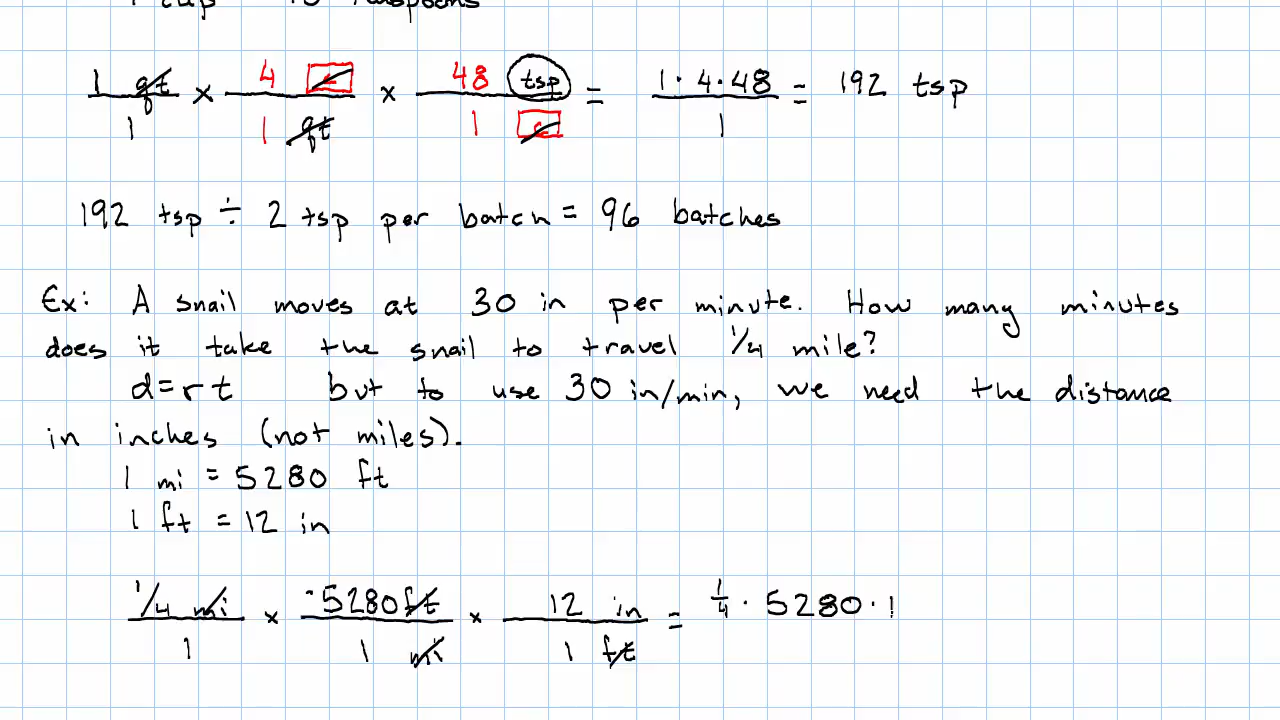 1 cup 48 teaspoons
1 qt/1 × 4 c/1 qt × 48 tsp/1 c = 1·4·48/1 = 192 tsp
192 tsp ÷ 2 tsp per batch = 96 batches
Ex: A snail moves at 30 in per minute. How many minutes
does it take the snail to travel 1/4 mile?
d=rt but to use 30 in/min, we need the distance
in inches (not miles).
1 mi = 5280 ft
1 ft = 12 in
1/4 mi/1 × 5280 ft/1 mi × 12 in/1 ft = 1/4 · 5280 · 1